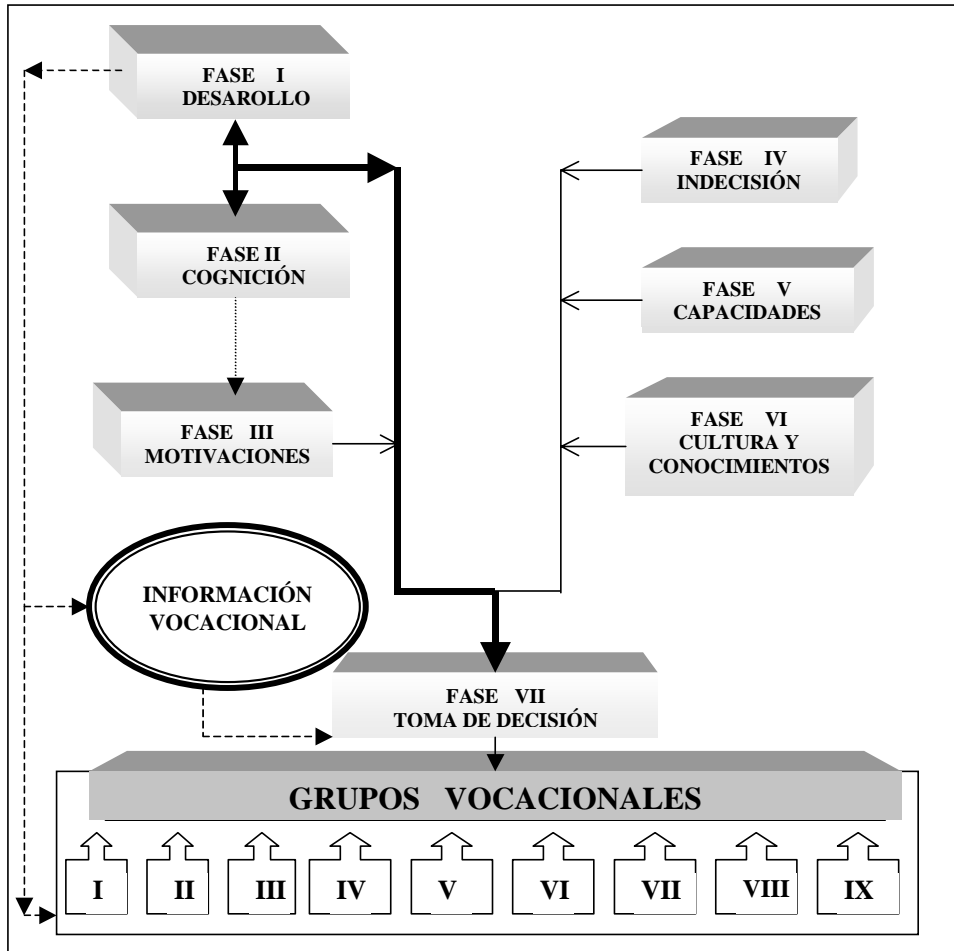 FASE I
DESAROLLO
FASE II
COGNICIÓN
FASE III
MOTIVACIONES
FASE IV
INDECISIÓN
FASE V
CAPACIDADES
FASE VI
CULTURA Y
CONOCIMIENTOS
INFORMACIÓN
VOCACIONAL
FASE VII
TOMA DE DECISIÓN
GRUPOS VOCACIONALES
I II III IV V VI VII VIII IX